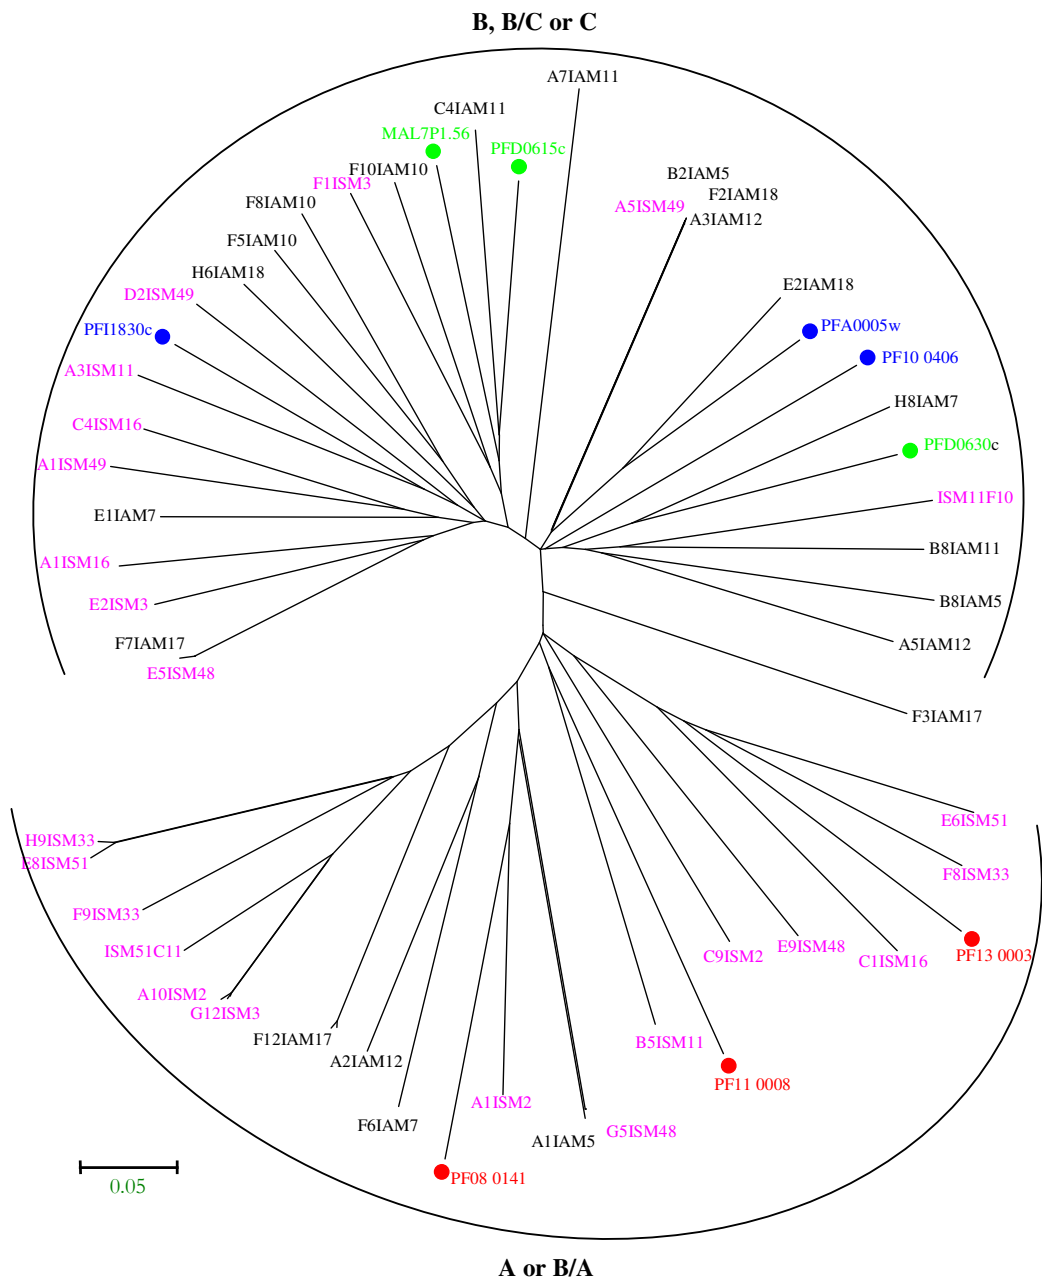 B, B/C or C
A7IAM11
C4IAM11
MAL7P1.56
PFD0615c
F10IAM10
F1ISM3
F8IAM10
F5IAM10
H6IAM18
D2ISM49
PFI1830c
A3ISM11
C4ISM16
A1ISM49
E1IAM7
A1ISM16
E2ISM3
F7IAM17
E5ISM48
B2IAM5
F2IAM18
A5ISM49
A3IAM12
E2IAM18
PFA0005w
PF10 0406
H8IAM7
PFD0630c
ISM11F10
B8IAM11
B8IAM5
A5IAM12
F3IAM17
E6ISM51
F8ISM33
PF13 0003
C1ISM16
E9ISM48
C9ISM2
B5ISM11
PF11 0008
G5ISM48
A1IAM5
A1ISM2
PF08 0141
F6IAM7
A2IAM12
F12IAM17
G12ISM3
A10ISM2
ISM51C11
F9ISM33
E8ISM51
H9ISM33
0.05
A or B/A